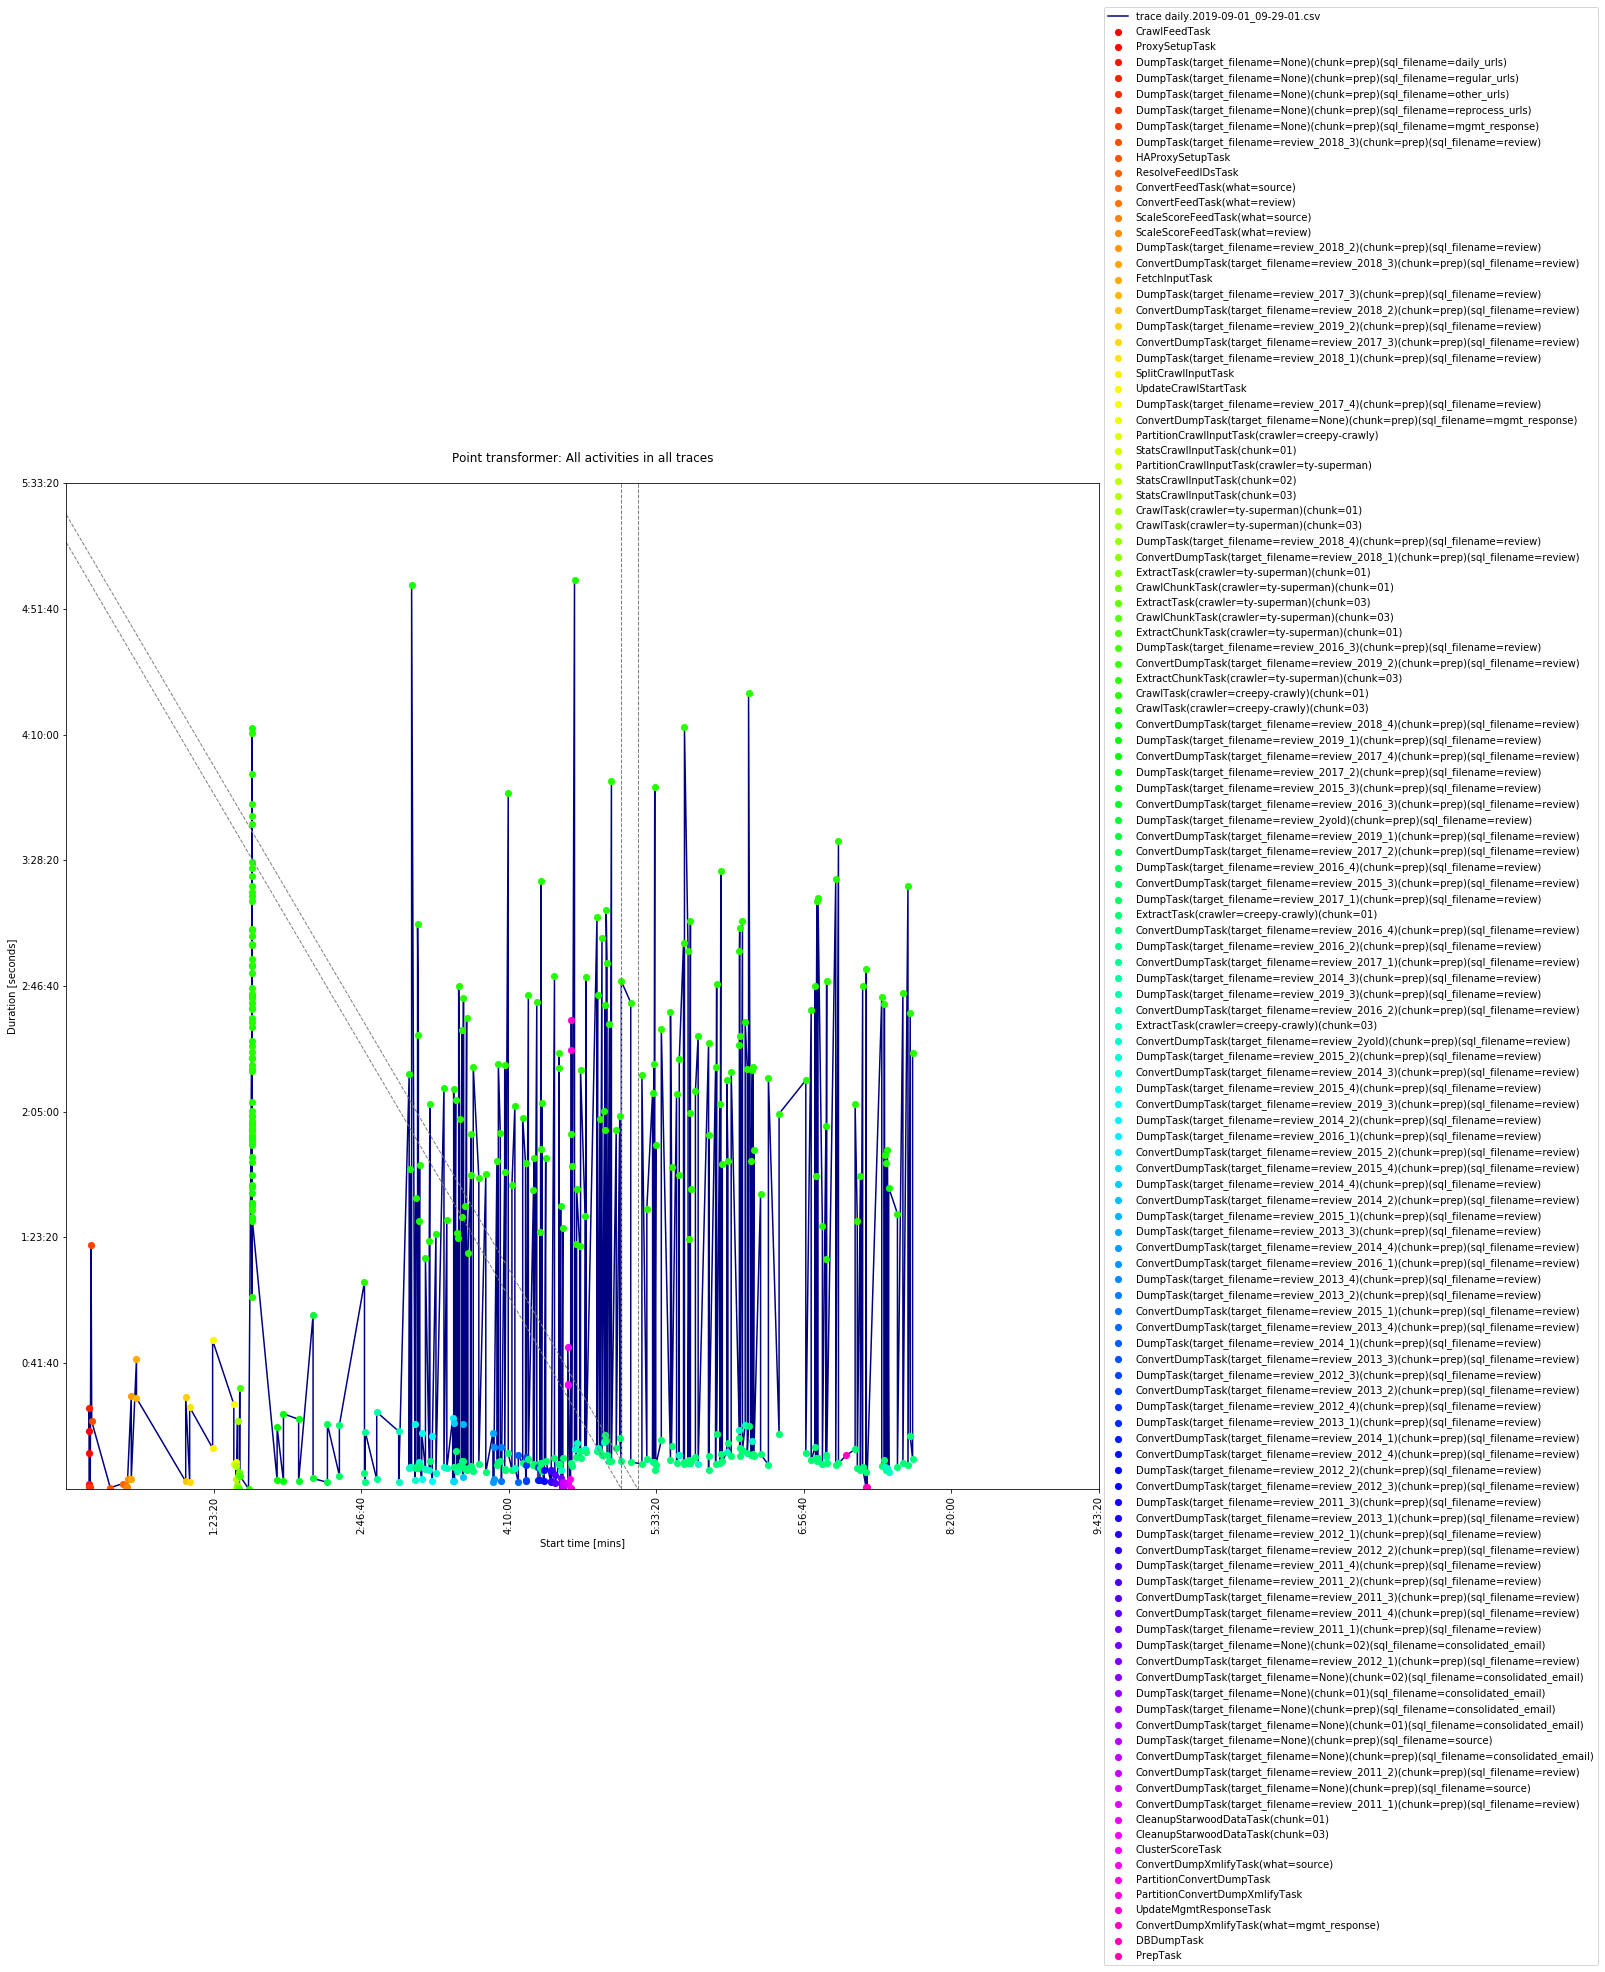 Point transformer: All activities in all traces
5:33:20
4:51:40
4:10:00
3:28:20
2:46:40
2:05:00
1:23:20
0:41:40
Duration [seconds]
1:23:20
2:46:40
4:10:00
5:33:20
6:56:40
8:20:00
9:43:20
Start time [mins]
trace daily.2019-09-01_09-29-01.csv
CrawlFeedTask
ProxySetupTask
DumpTask(target_filename=None)(chunk=prep)(sql_filename=daily_urls)
DumpTask(target_filename=None)(chunk=prep)(sql_filename=regular_urls)
DumpTask(target_filename=None)(chunk=prep)(sql_filename=other_urls)
DumpTask(target_filename=None)(chunk=prep)(sql_filename=reprocess_urls)
DumpTask(target_filename=None)(chunk=prep)(sql_filename=mgmt_response)
DumpTask(target_filename=review_2018_3)(chunk=prep)(sql_filename=review)
HAProxySetupTask
ResolveFeedIDsTask
ConvertFeedTask(what=source)
ConvertFeedTask(what=review)
ScaleScoreFeedTask(what=source)
ScaleScoreFeedTask(what=review)
DumpTask(target_filename=review_2018_2)(chunk=prep)(sql_filename=review)
ConvertDumpTask(target_filename=review_2018_3)(chunk=prep)(sql_filename=review)
FetchInputTask
DumpTask(target_filename=review_2017_3)(chunk=prep)(sql_filename=review)
ConvertDumpTask(target_filename=review_2018_2)(chunk=prep)(sql_filename=review)
DumpTask(target_filename=review_2019_2)(chunk=prep)(sql_filename=review)
ConvertDumpTask(target_filename=review_2017_3)(chunk=prep)(sql_filename=review)
DumpTask(target_filename=review_2018_1)(chunk=prep)(sql_filename=review)
SplitCrawlInputTask
UpdateCrawlStartTask
DumpTask(target_filename=review_2017_4)(chunk=prep)(sql_filename=review)
ConvertDumpTask(target_filename=None)(chunk=prep)(sql_filename=mgmt_response)
PartitionCrawlInputTask(crawler=creepy-crawly)
StatsCrawlInputTask(chunk=01)
PartitionCrawlInputTask(crawler=ty-superman)
StatsCrawlInputTask(chunk=02)
StatsCrawlInputTask(chunk=03)
CrawlTask(crawler=ty-superman)(chunk=01)
CrawlTask(crawler=ty-superman)(chunk=03)
DumpTask(target_filename=review_2018_4)(chunk=prep)(sql_filename=review)
ConvertDumpTask(target_filename=review_2018_1)(chunk=prep)(sql_filename=review)
ExtractTask(crawler=ty-superman)(chunk=01)
CrawlChunkTask(crawler=ty-superman)(chunk=01)
ExtractTask(crawler=ty-superman)(chunk=03)
CrawlChunkTask(crawler=ty-superman)(chunk=03)
ExtractChunkTask(crawler=ty-superman)(chunk=01)
DumpTask(target_filename=review_2016_3)(chunk=prep)(sql_filename=review)
ConvertDumpTask(target_filename=review_2019_2)(chunk=prep)(sql_filename=review)
ExtractChunkTask(crawler=ty-superman)(chunk=03)
CrawlTask(crawler=creepy-crawly)(chunk=01)
CrawlTask(crawler=creepy-crawly)(chunk=03)
ConvertDumpTask(target_filename=review_2018_4)(chunk=prep)(sql_filename=review)
DumpTask(target_filename=review_2019_1)(chunk=prep)(sql_filename=review)
ConvertDumpTask(target_filename=review_2017_4)(chunk=prep)(sql_filename=review)
DumpTask(target_filename=review_2017_2)(chunk=prep)(sql_filename=review)
DumpTask(target_filename=review_2015_3)(chunk=prep)(sql_filename=review)
ConvertDumpTask(target_filename=review_2016_3)(chunk=prep)(sql_filename=review)
DumpTask(target_filename=review_2yold)(chunk=prep)(sql_filename=review)
ConvertDumpTask(target_filename=review_2019_1)(chunk=prep)(sql_filename=review)
ConvertDumpTask(target_filename=review_2017_2)(chunk=prep)(sql_filename=review)
DumpTask(target_filename=review_2016_4)(chunk=prep)(sql_filename=review)
ConvertDumpTask(target_filename=review_2015_3)(chunk=prep)(sql_filename=review)
DumpTask(target_filename=review_2017_1)(chunk=prep)(sql_filename=review)
ExtractTask(crawler=creepy-crawly)(chunk=01)
ConvertDumpTask(target_filename=review_2016_4)(chunk=prep)(sql_filename=review)
DumpTask(target_filename=review_2016_2)(chunk=prep)(sql_filename=review)
ConvertDumpTask(target_filename=review_2017_1)(chunk=prep)(sql_filename=review)
DumpTask(target_filename=review_2014_3)(chunk=prep)(sql_filename=review)
DumpTask(target_filename=review_2019_3)(chunk=prep)(sql_filename=review)
ConvertDumpTask(target_filename=review_2016_2)(chunk=prep)(sql_filename=review)
ExtractTask(crawler=creepy-crawly)(chunk=03)
ConvertDumpTask(target_filename=review_2yold)(chunk=prep)(sql_filename=review)
DumpTask(target_filename=review_2015_2)(chunk=prep)(sql_filename=review)
ConvertDumpTask(target_filename=review_2014_3)(chunk=prep)(sql_filename=review)
DumpTask(target_filename=review_2015_4)(chunk=prep)(sql_filename=review)
ConvertDumpTask(target_filename=review_2019_3)(chunk=prep)(sql_filename=review)
DumpTask(target_filename=review_2014_2)(chunk=prep)(sql_filename=review)
DumpTask(target_filename=review_2016_1)(chunk=prep)(sql_filename=review)
ConvertDumpTask(target_filename=review_2015_2)(chunk=prep)(sql_filename=review)
ConvertDumpTask(target_filename=review_2015_4)(chunk=prep)(sql_filename=review)
DumpTask(target_filename=review_2014_4)(chunk=prep)(sql_filename=review)
ConvertDumpTask(target_filename=review_2014_2)(chunk=prep)(sql_filename=review)
DumpTask(target_filename=review_2015_1)(chunk=prep)(sql_filename=review)
DumpTask(target_filename=review_2013_3)(chunk=prep)(sql_filename=review)
ConvertDumpTask(target_filename=review_2014_4)(chunk=prep)(sql_filename=review)
ConvertDumpTask(target_filename=review_2016_1)(chunk=prep)(sql_filename=review)
DumpTask(target_filename=review_2013_4)(chunk=prep)(sql_filename=review)
DumpTask(target_filename=review_2013_2)(chunk=prep)(sql_filename=review)
ConvertDumpTask(target_filename=review_2015_1)(chunk=prep)(sql_filename=review)
ConvertDumpTask(target_filename=review_2013_4)(chunk=prep)(sql_filename=review)
DumpTask(target_filename=review_2014_1)(chunk=prep)(sql_filename=review)
ConvertDumpTask(target_filename=review_2013_3)(chunk=prep)(sql_filename=review)
DumpTask(target_filename=review_2012_3)(chunk=prep)(sql_filename=review)
ConvertDumpTask(target_filename=review_2013_2)(chunk=prep)(sql_filename=review)
DumpTask(target_filename=review_2012_4)(chunk=prep)(sql_filename=review)
DumpTask(target_filename=review_2013_1)(chunk=prep)(sql_filename=review)
ConvertDumpTask(target_filename=review_2014_1)(chunk=prep)(sql_filename=review)
ConvertDumpTask(target_filename=review_2012_4)(chunk=prep)(sql_filename=review)
DumpTask(target_filename=review_2012_2)(chunk=prep)(sql_filename=review)
ConvertDumpTask(target_filename=review_2012_3)(chunk=prep)(sql_filename=review)
DumpTask(target_filename=review_2011_3)(chunk=prep)(sql_filename=review)
ConvertDumpTask(target_filename=review_2013_1)(chunk=prep)(sql_filename=review)
DumpTask(target_filename=review_2012_1)(chunk=prep)(sql_filename=review)
ConvertDumpTask(target_filename=review_2012_2)(chunk=prep)(sql_filename=review)
DumpTask(target_filename=review_2011_4)(chunk=prep)(sql_filename=review)
DumpTask(target_filename=review_2011_2)(chunk=prep)(sql_filename=review)
ConvertDumpTask(target_filename=review_2011_3)(chunk=prep)(sql_filename=review)
ConvertDumpTask(target_filename=review_2011_4)(chunk=prep)(sql_filename=review)
DumpTask(target_filename=review_2011_1)(chunk=prep)(sql_filename=review)
DumpTask(target_filename=None)(chunk=02)(sql_filename=consolidated_email)
ConvertDumpTask(target_filename=review_2012_1)(chunk=prep)(sql_filename=review)
ConvertDumpTask(target_filename=None)(chunk=02)(sql_filename=consolidated_email)
DumpTask(target_filename=None)(chunk=01)(sql_filename=consolidated_email)
DumpTask(target_filename=None)(chunk=prep)(sql_filename=consolidated_email)
ConvertDumpTask(target_filename=None)(chunk=01)(sql_filename=consolidated_email)
DumpTask(target_filename=None)(chunk=prep)(sql_filename=source)
ConvertDumpTask(target_filename=None)(chunk=prep)(sql_filename=consolidated_email)
ConvertDumpTask(target_filename=review_2011_2)(chunk=prep)(sql_filename=review)
ConvertDumpTask(target_filename=None)(chunk=prep)(sql_filename=source)
ConvertDumpTask(target_filename=review_2011_1)(chunk=prep)(sql_filename=review)
CleanupStarwoodDataTask(chunk=01)
CleanupStarwoodDataTask(chunk=03)
ClusterScoreTask
ConvertDumpXmlifyTask(what=source)
PartitionConvertDumpTask
PartitionConvertDumpXmlifyTask
UpdateMgmtResponseTask
ConvertDumpXmlifyTask(what=mgmt_response)
DBDumpTask
PrepTask